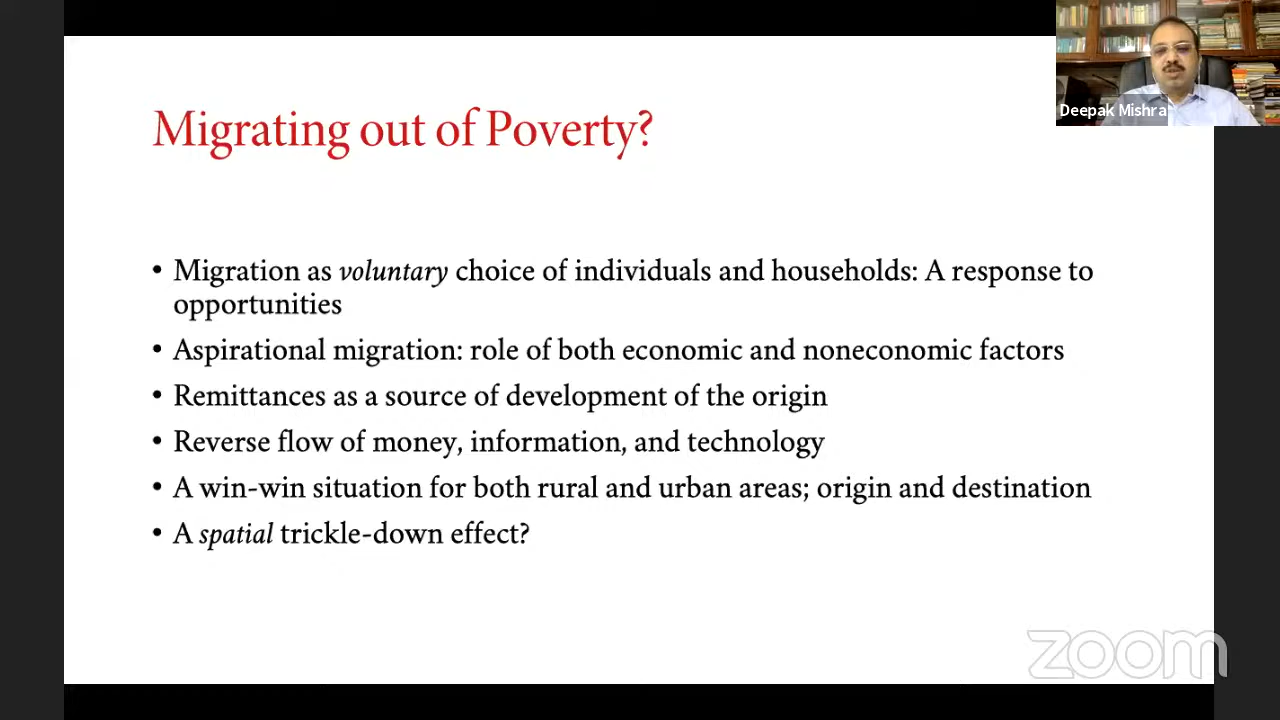 Deepak Mishra
Migrating out of Poverty?
• Migration as voluntary choice of individuals and households: A response to
opportunities
• Aspirational migration: role of both economic and noneconomic factors
• Remittances as a source of development of the origin
• Reverse flow of money, information, and technology
• A win-win situation for both rural and urban areas; origin and destination
• A spatial trickle-down effect?
zoom